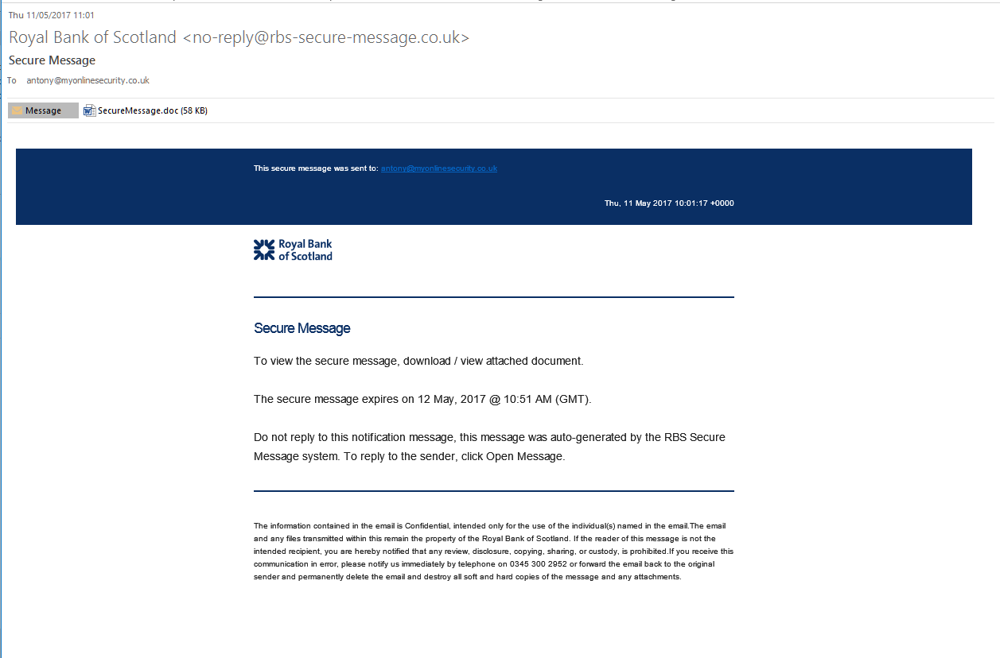 Thu 11/05/2017 11:01
Royal Bank of Scotland <no-reply@rbs-secure-message.co.uk>
Secure Message
To antony@myonlinesecurity.co.uk
Message SecureMessage.doc (58 KB)
This secure message was sent to: antony@myonlinesecurity.co.uk
Thu, 11 May 2017 10:01:17 +0000
Royal Bank
of Scotland
Secure Message
To view the secure message, download / view attached document.
The secure message expires on 12 May, 2017 @ 10:51 AM (GMT).
Do not reply to this notification message, this message was auto-generated by the RBS Secure
Message system. To reply to the sender, click Open Message.
The information contained in the email is Confidential, intended only for the use of the individual(s) named in the email.The email
and any files transmitted within this remain the property of the Royal Bank of Scotland. If the reader of this message is not the
intended recipient, you are hereby notified that any review, disclosure, copying, sharing, or custody, is prohibited.If you receive this
communication in error, please notify us immediately by telephone on 0345 300 2952 or forward the email back to the original
sender and permanently delete the email and destroy all soft and hard copies of the message and any attachments.